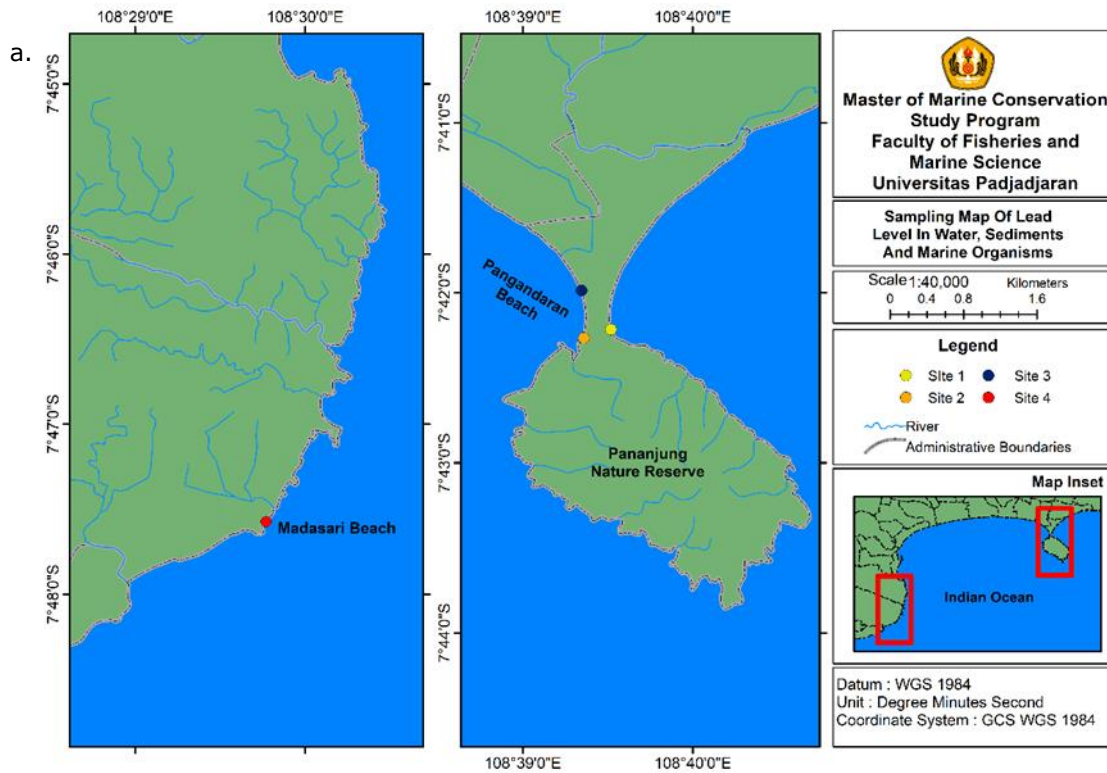 a.
108°29'0"E
108°30'0"E
7°45'0"S
7°46'0"S
7°47'0"S
7°48'0"S
Madasari Beach
108°39'0"E
108°40'0"E
7°41'0"S
7°42'0"S
7°43'0"S
7°44'0"S
Pangandaran
Beach
Pananjung
Nature Reserve
108°39'0"E
108°40'0"E
Master of Marine Conservation
Study Program
Faculty of Fisheries and
Marine Science
Universitas Padjadjaran
Sampling Map Of Lead
Level In Water, Sediments
And Marine Organisms
Scale 1:40,000 Kilometers
0 0.4 0.8 1.6
Legend
SIte 1 Site 3
Site 2 Site 4
River
Administrative Boundaries
Map Inset
Indian Ocean
Datum : WGS 1984
Unit : Degree Minutes Second
Coordinate System : GCS WGS 1984